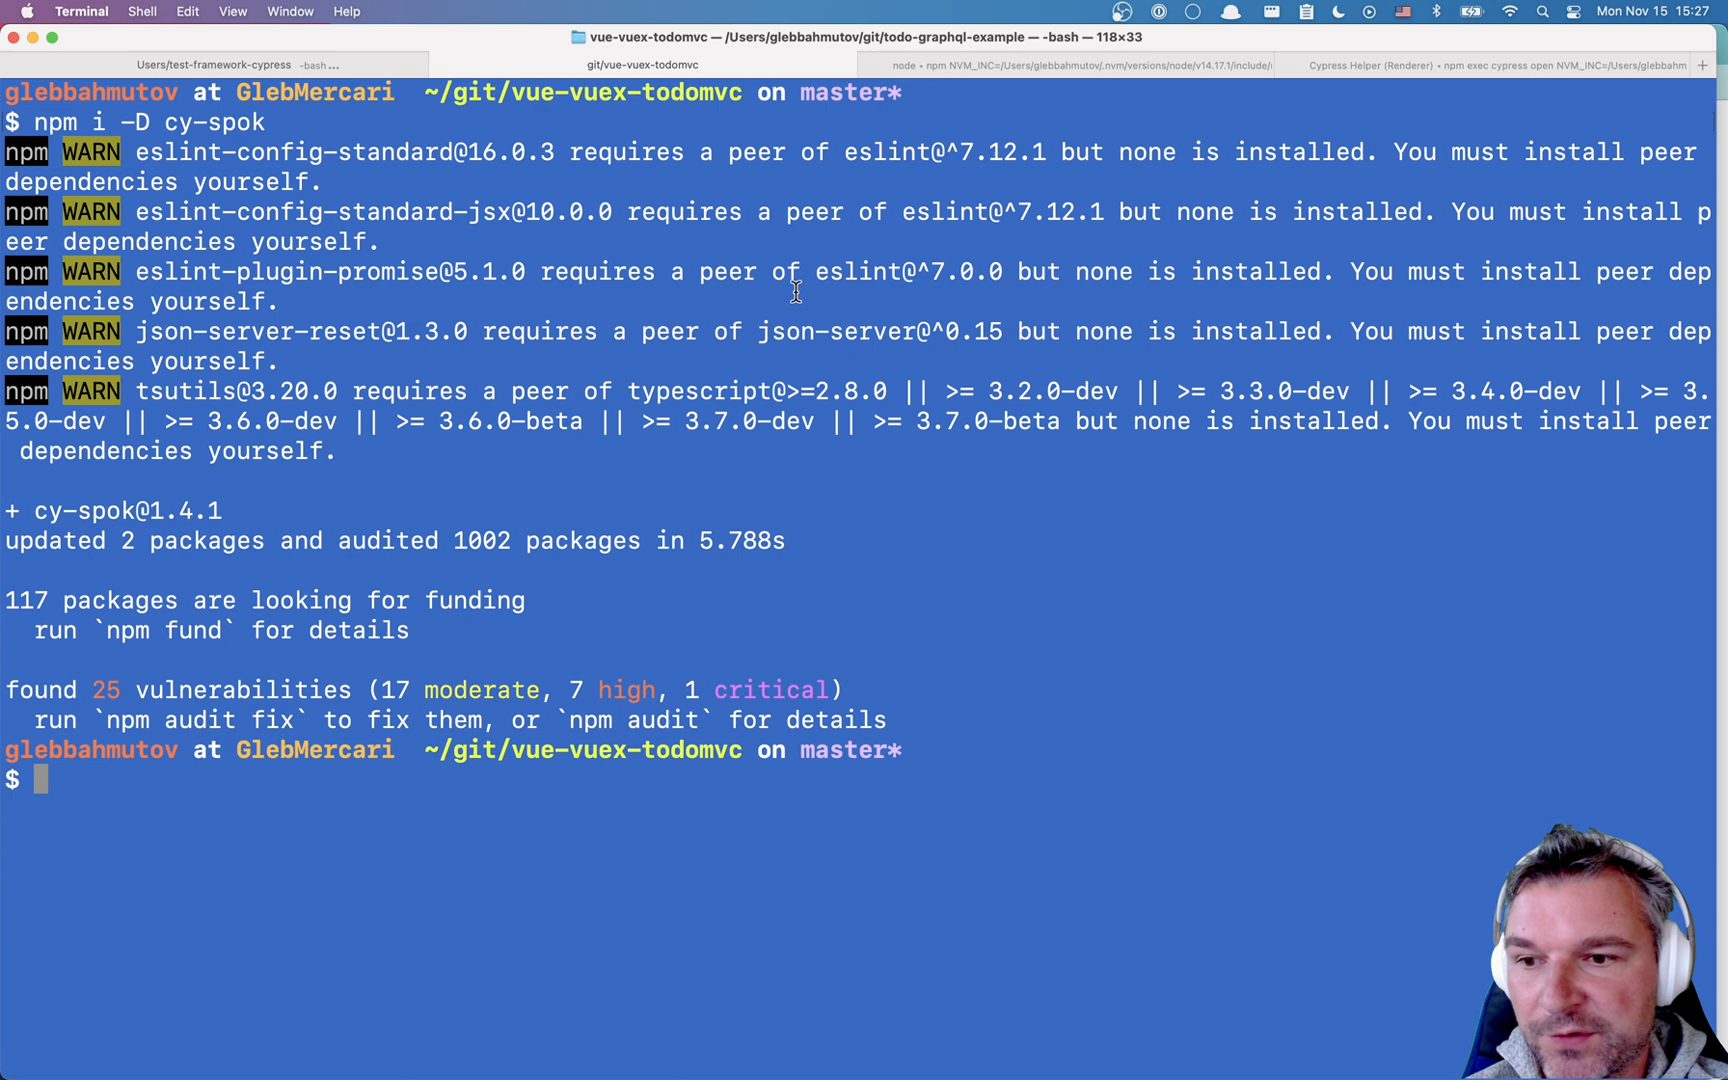 Terminal Shell Edit View Window Help Mon Nov 15 15:27
vue-vuex-todomvc — /Users/glebbahmutov/git/todo-graphql-example — -bash — 118×33
Users/test-framework-cypress -bash... git/vue-vuex-todomvc node • npm NVM_INC=/Users/glebbahmutov/.nvm/versions/node/v14.17.1/include/ Cypress Helper (Renderer) • npm exec cypress open NVM_INC=/Users/glebbahm +
glebbahmutov at GlebMercari ~/git/vue-vuex-todomvc on master*
$ npm i -D cy-spok
npm WARN eslint-config-standard@16.0.3 requires a peer of eslint@^7.12.1 but none is installed. You must install peer
dependencies yourself.
npm WARN eslint-config-standard-jsx@10.0.0 requires a peer of eslint@^7.12.1 but none is installed. You must install p
eer dependencies yourself.
npm WARN eslint-plugin-promise@5.1.0 requires a peer of eslint@^7.0.0 but none is installed. You must install peer dep
endencies yourself.
npm WARN json-server-reset@1.3.0 requires a peer of json-server@^0.15 but none is installed. You must install peer dep
endencies yourself.
npm WARN tsutils@3.20.0 requires a peer of typescript@>=2.8.0 || >= 3.2.0-dev || >= 3.3.0-dev || >= 3.4.0-dev || >= 3.
5.0-dev || >= 3.6.0-dev || >= 3.6.0-beta || >= 3.7.0-dev || >= 3.7.0-beta but none is installed. You must install peer
dependencies yourself.
+ cy-spok@1.4.1
updated 2 packages and audited 1002 packages in 5.788s
117 packages are looking for funding
run `npm fund` for details
found 25 vulnerabilities (17 moderate, 7 high, 1 critical)
run `npm audit fix` to fix them, or `npm audit` for details
glebbahmutov at GlebMercari ~/git/vue-vuex-todomvc on master*
$